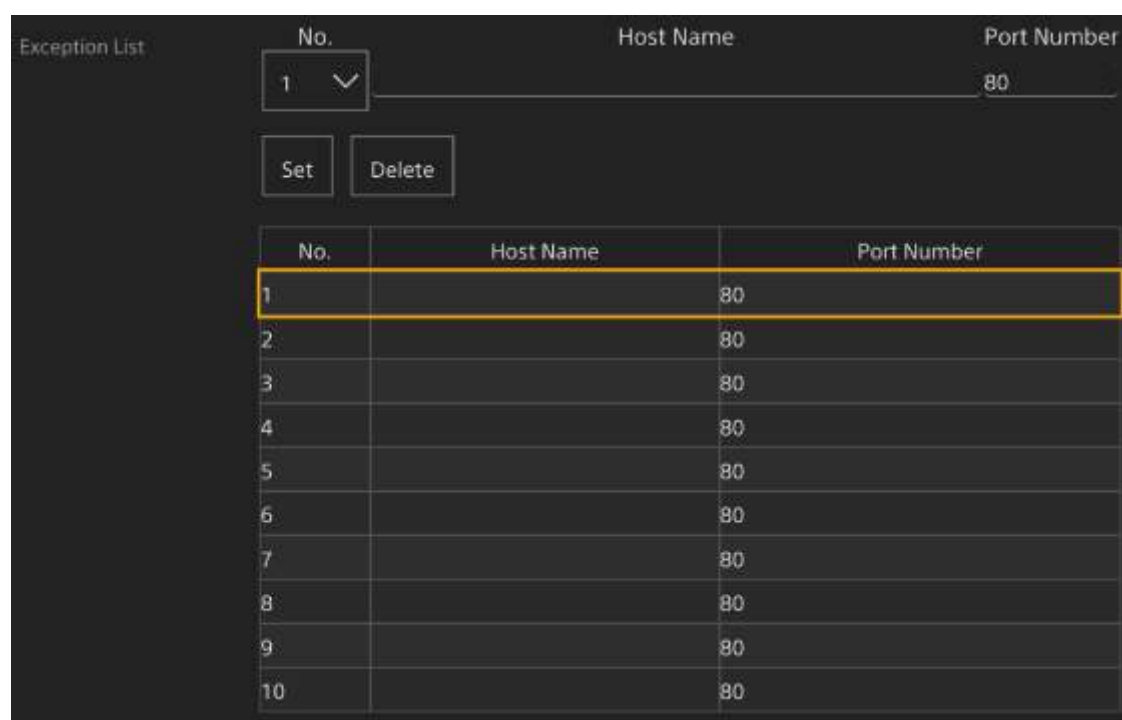 No. Host Name Port Number
Exception List
1 80
Set Delete
No. Host Name Port Number
1 80
2 80
3 80
4 80
5 80
6 80
7 80
8 80
9 80
10 80